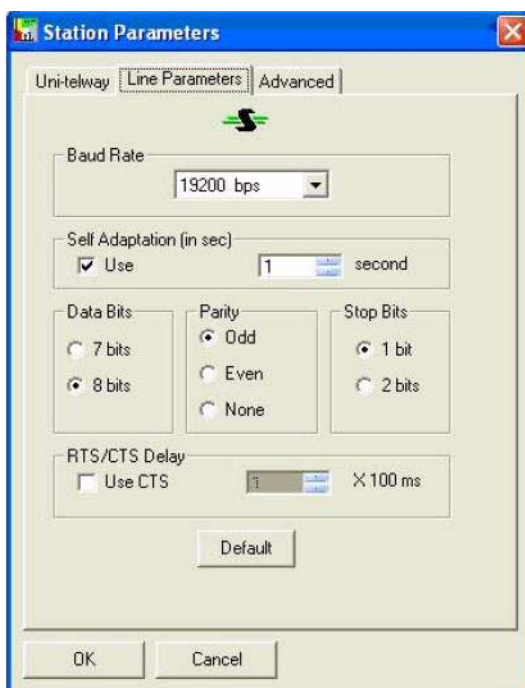 Station Parameters
Uni-telway Line Parameters Advanced
S
Baud Rate
19200 bps
Self Adaptation (in sec)
Use 1 second
Data Bits Parity Stop Bits
7 bits Odd 1 bit
8 bits Even 2 bits
None
RTS/CTS Delay
Use CTS 1 X 100 ms
Default
OK Cancel